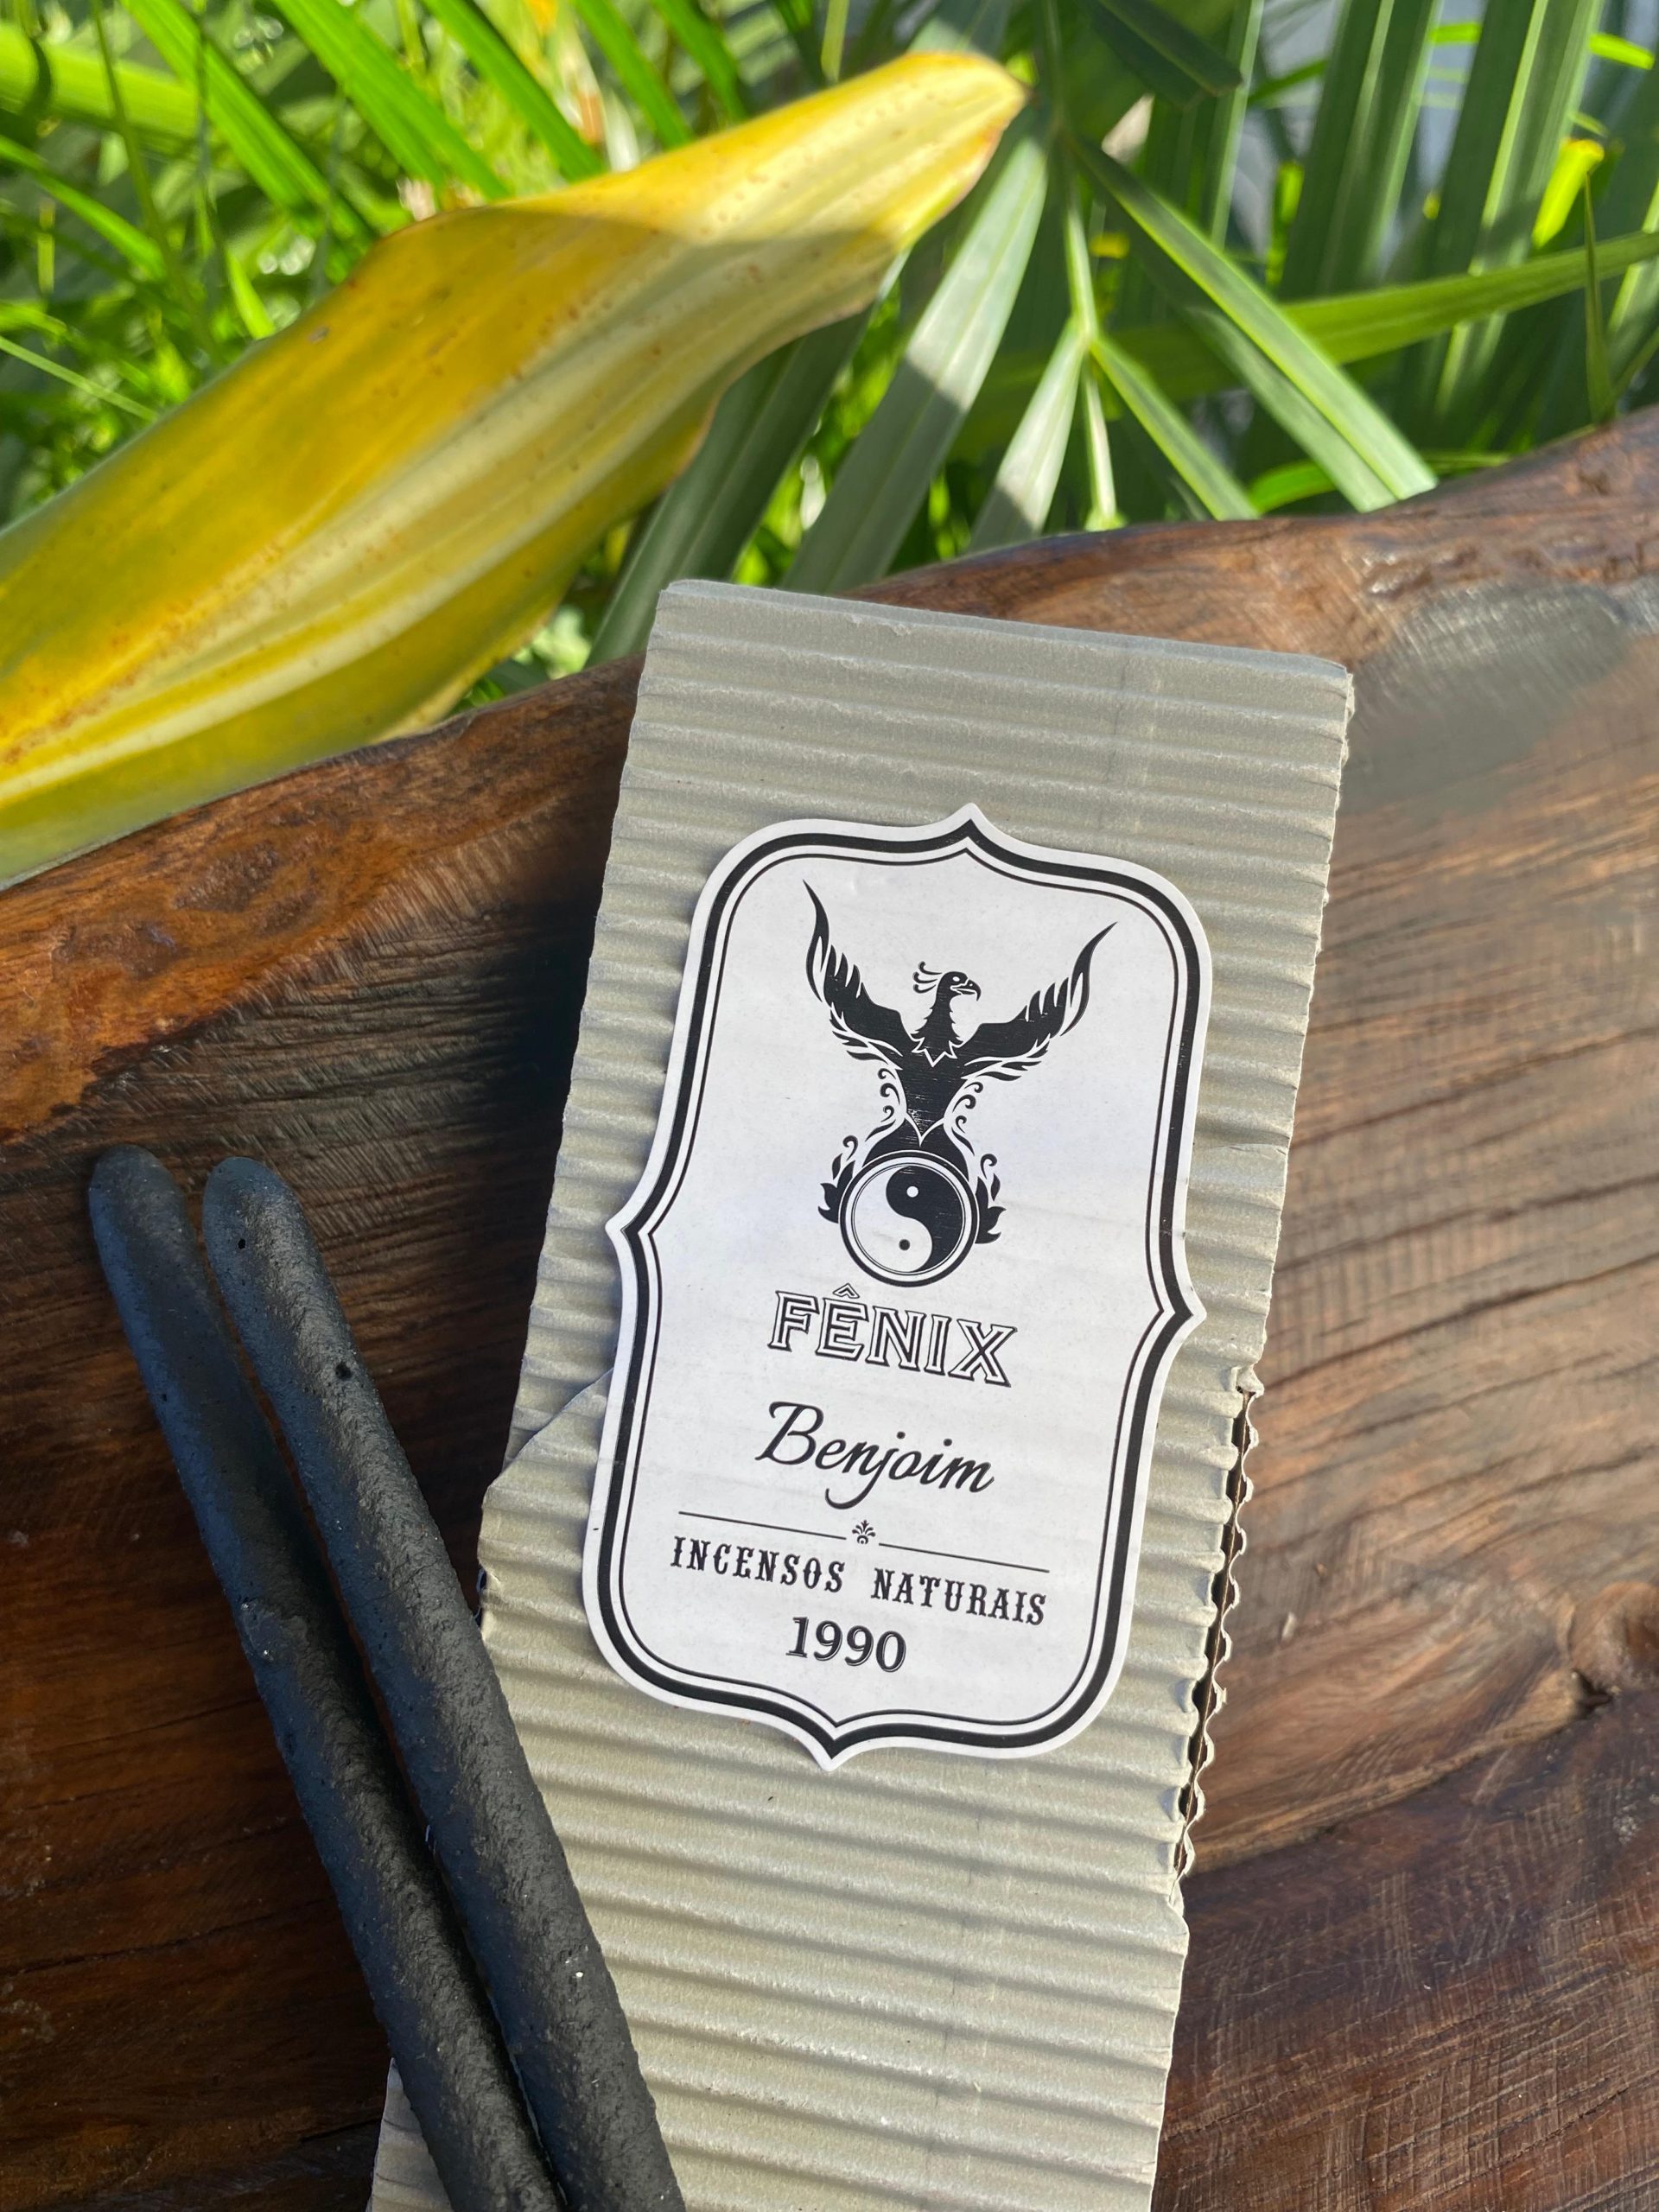 FÊNIX
Benjoim
INCENSOS NATURAIS
1990